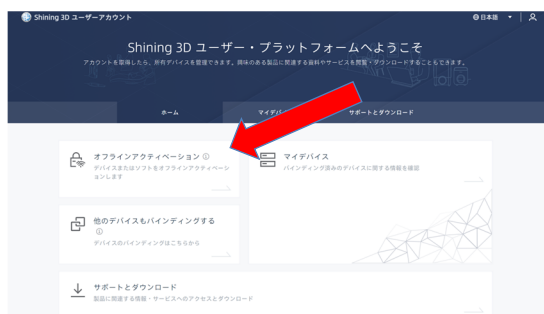 Shining 3D ユーザーアカウント
日本語
Shining 3D ユーザー・プラットフォームへようこそ
アカウントを取得したら、所有デバイスを管理できます。興味のある製品に関連する資料やサービスを閲覧・ダウンロードすることもできます。
ホーム
マイデバ
サポートとダウンロード
オフラインアクティベーション
デバイスまたはソフトをオフラインアクティベーシ
ョンします
マイデバイス
バインディング済みのデバイスに関する情報を確認
他のデバイスもバインディングする
デバイスのバインディングはこちらから
サポートとダウンロード
製品に関連する情報・サービスへのアクセスとダウンロード